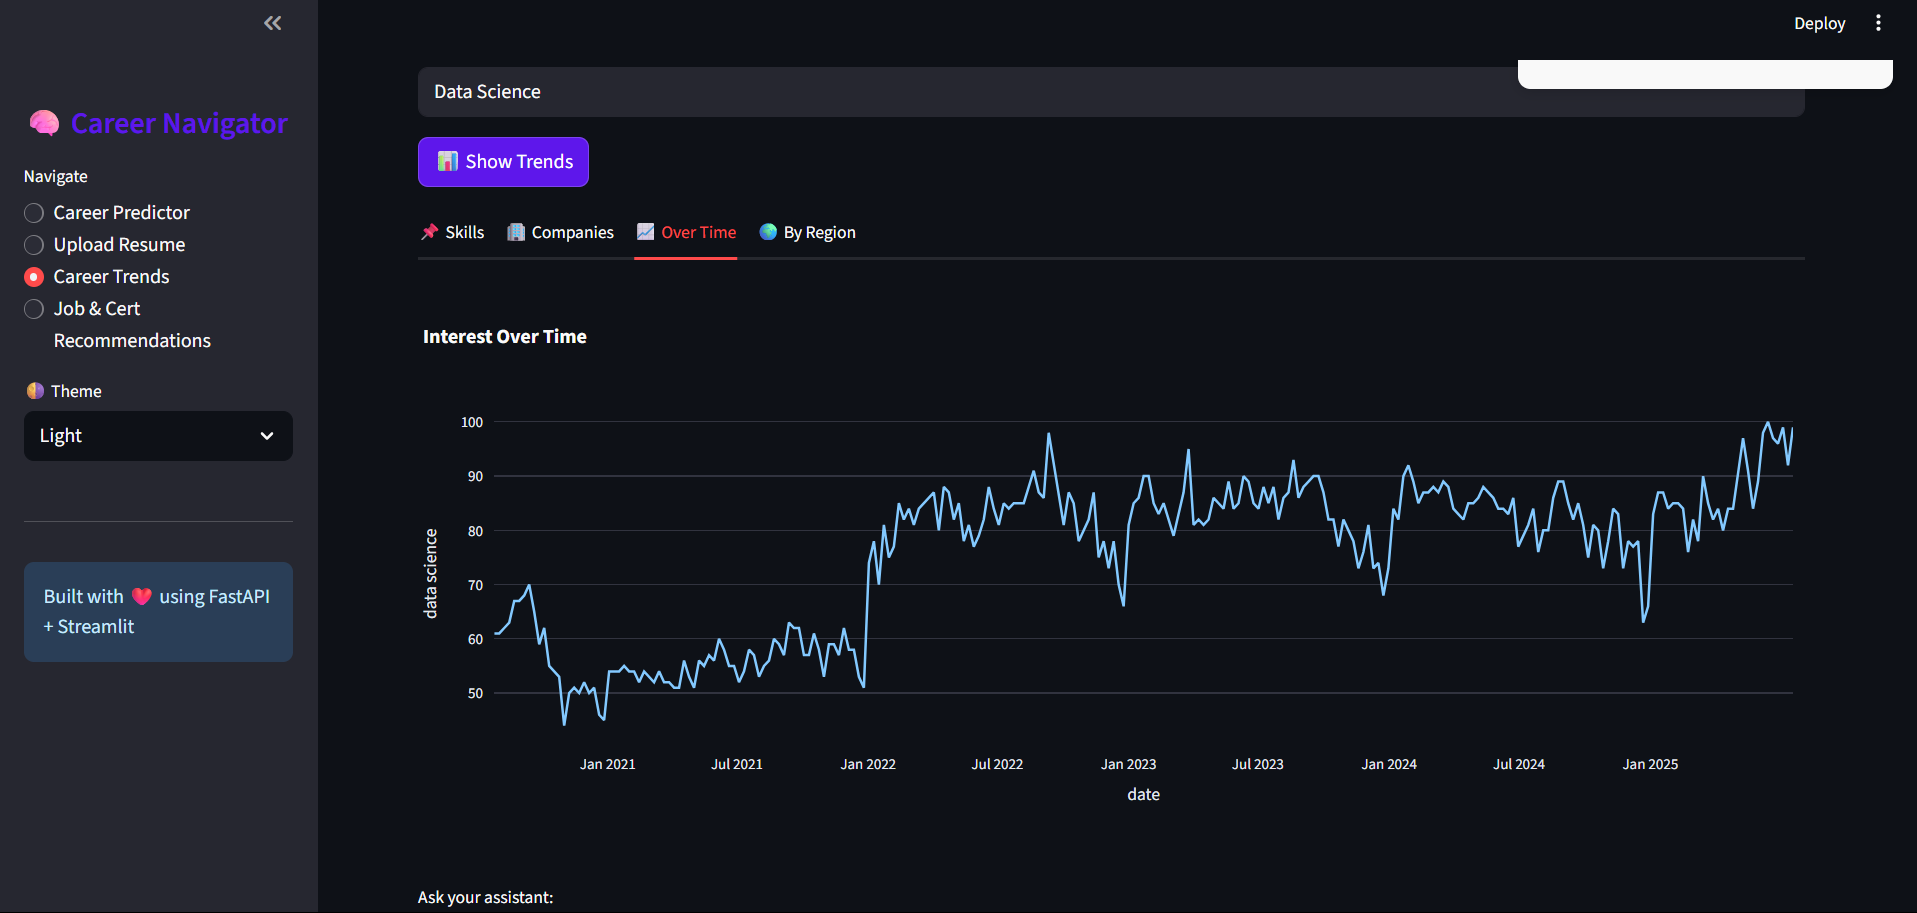 Deploy
Career Navigator
Navigate
Career Predictor
Upload Resume
Career Trends
Job & Cert
Recommendations
Theme
Light
Built with ❤️ using FastAPI
+ Streamlit
Data Science
Show Trends
Skills
Companies
Over Time
By Region
Interest Over Time
data science
100
90
80
70
60
50
Jan 2021
Jul 2021
Jan 2022
Jul 2022
Jan 2023
Jul 2023
Jan 2024
Jul 2024
Jan 2025
date
Ask your assistant: